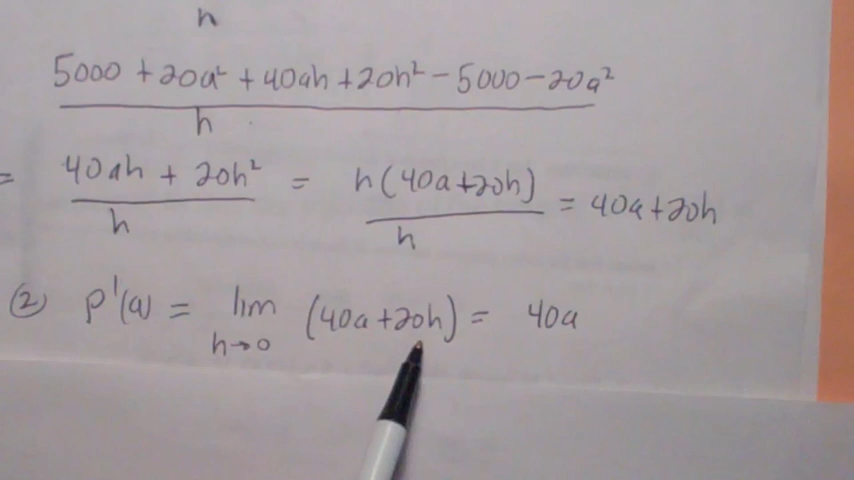 h
5000 + 20a² + 40ah + 20h² - 5000 - 20a²
h
= 40ah + 20h² = h(40a+20h) = 40a+20h
h h
② P'(a) = lim (40a+20h) = 40a
h→0